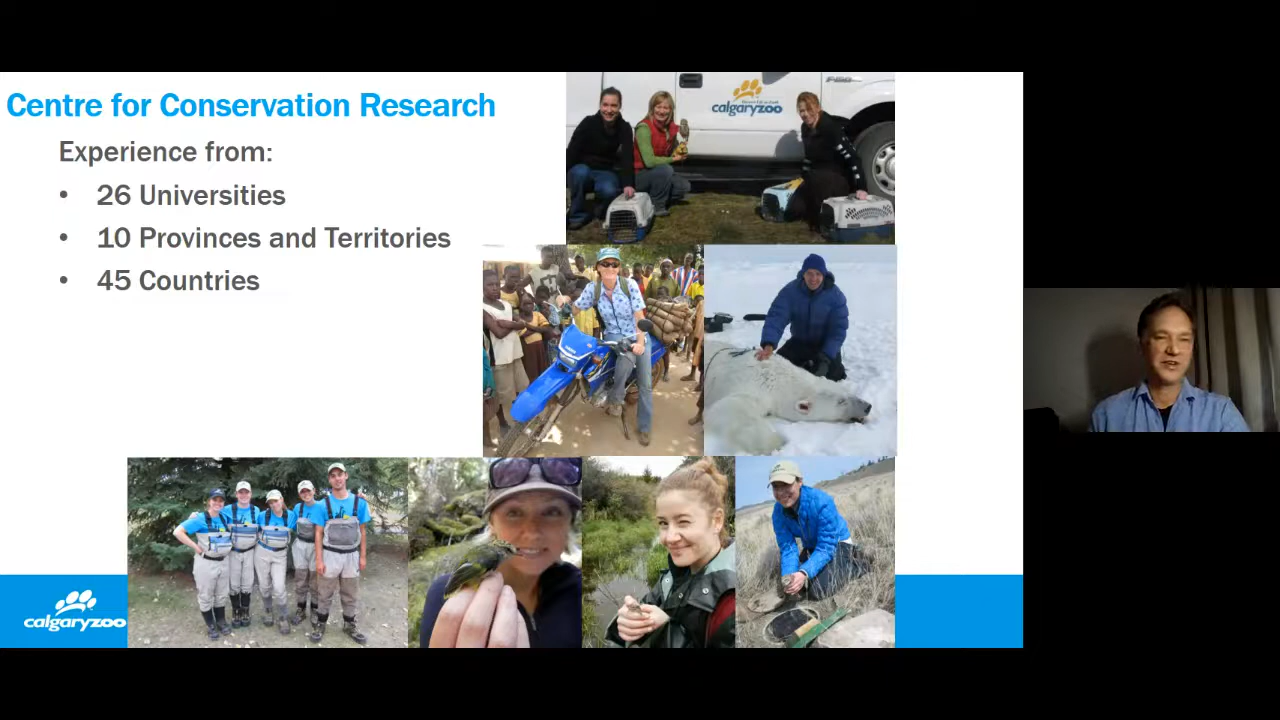 Centre for Conservation Research
Experience from:
• 26 Universities
• 10 Provinces and Territories
• 45 Countries
calgaryzoo
calgaryzoo